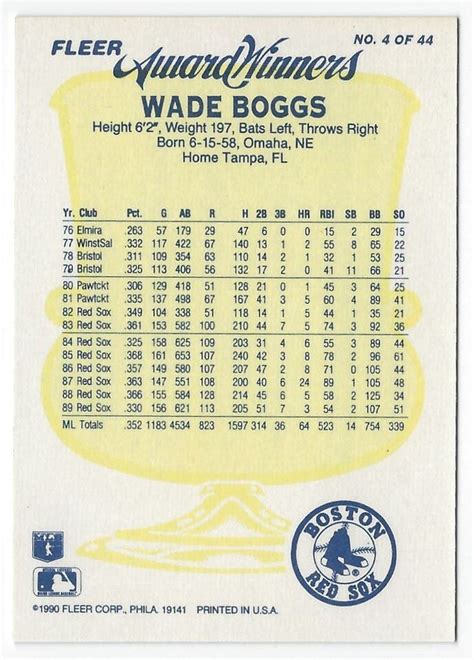 FLEER Award Winners NO. 4 OF 44
WADE BOGGS
Height 6'2", Weight 197, Bats Left, Throws Right
Born 6-15-58, Omaha, NE
Home Tampa, FL
Yr. Club Pct. G AB R H 2B 3B HR RBI SB BB SO
76 Elmira .263 57 179 29 47 6 0 0 15 2 29 15
77 WinstSal .332 117 422 67 140 13 1 2 55 8 65 22
78 Bristol .311 109 354 63 110 14 2 1 32 1 53 25
79 Bristol .325 113 406 56 132 17 2 0 41 11 66 21
80 Pawtckt .306 129 418 51 128 21 0 1 45 3 64 25
81 Pawtckt .335 137 498 67 167 41 3 5 60 4 89 41
82 Red Sox .349 104 338 51 118 14 1 5 44 1 35 21
83 Red Sox .361 153 582 100 210 44 7 5 74 3 92 36
84 Red Sox .325 158 625 109 203 31 4 6 55 3 89 44
85 Red Sox .368 161 653 107 240 42 3 8 78 2 96 61
86 Red Sox .357 149 580 107 207 47 2 8 71 0 105 44
87 Red Sox .363 147 551 108 200 40 6 24 89 1 105 48
88 Red Sox .366 155 584 128 214 45 6 5 58 2 125 34
89 Red Sox .330 156 621 113 205 51 7 3 54 2 107 51
ML Totals .352 1183 4534 823 1597 314 36 64 523 14 754 339
BOSTON
RED SOX
©1990 FLEER CORP., PHILA. 19141 PRINTED IN U.S.A.